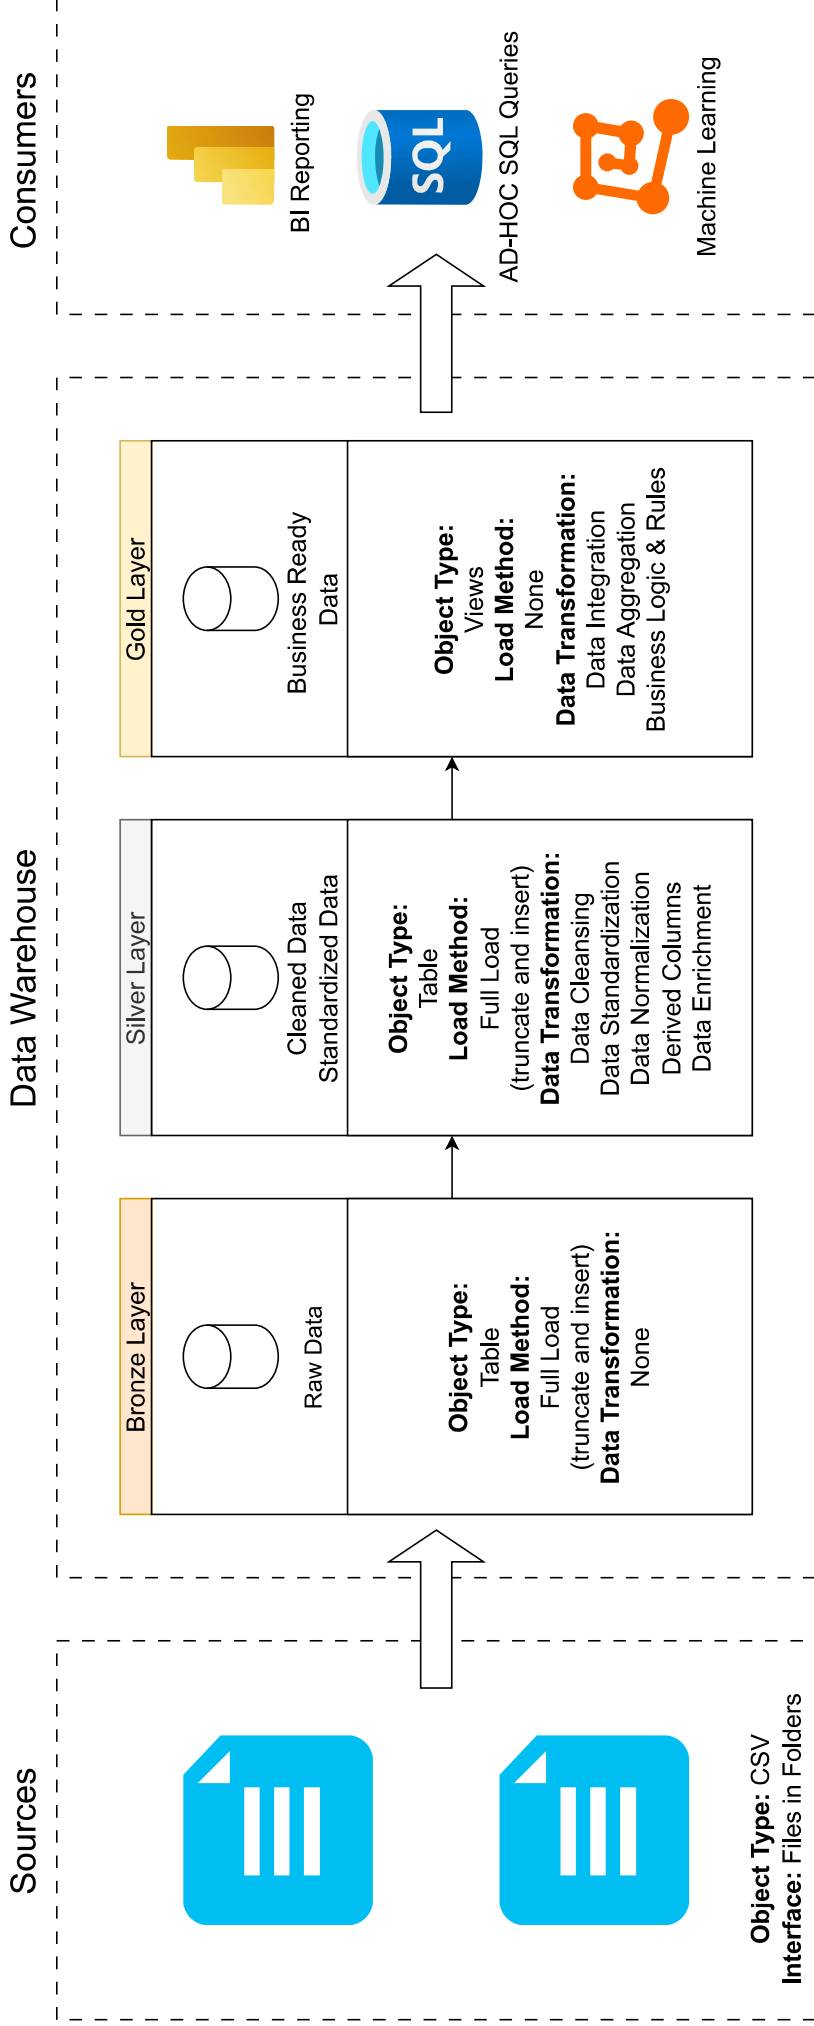 Sources
Object Type: CSV
Interface: Files in Folders
Data Warehouse
Bronze Layer
Raw Data
Object Type:
Table
Load Method:
Full Load
(truncate and insert)
Data Transformation:
None
Silver Layer
Cleaned Data
Standardized Data
Object Type:
Table
Load Method:
Full Load
(truncate and insert)
Data Transformation:
Data Cleansing
Data Standardization
Data Normalization
Derived Columns
Data Enrichment
Gold Layer
Business Ready
Data
Object Type:
Views
Load Method:
None
Data Transformation:
Data Integration
Data Aggregation
Business Logic & Rules
Consumers
BI Reporting
SQL
AD-HOC SQL Queries
Machine Learning